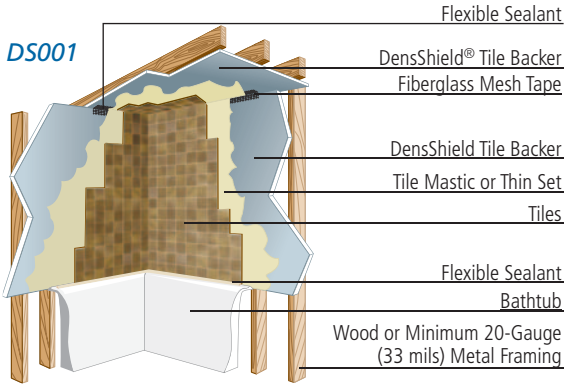 Flexible Sealant
DS001
DensShield® Tile Backer
Fiberglass Mesh Tape
DensShield Tile Backer
Tile Mastic or Thin Set
Tiles
Flexible Sealant
Bathtub
Wood or Minimum 20-Gauge
(33 mils) Metal Framing